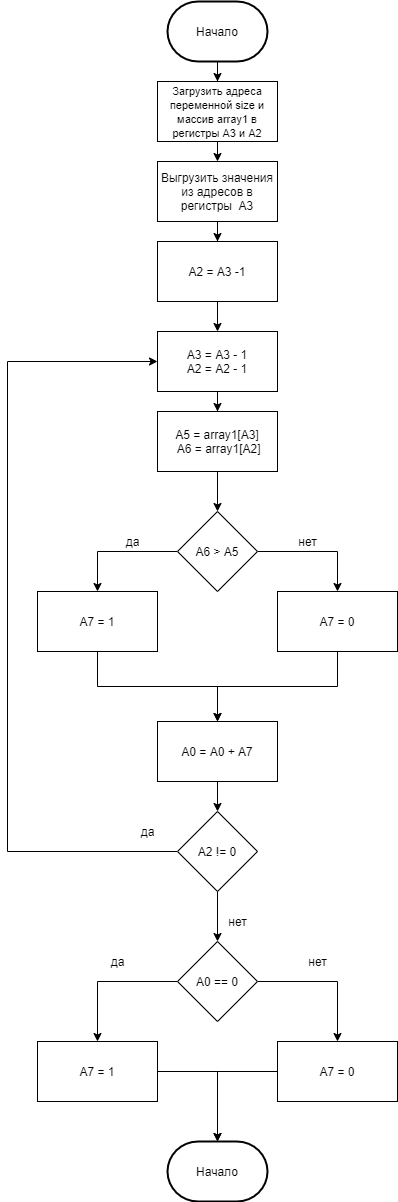 Начало
Загрузить адреса
переменной size и
массив array1 в
регистры A3 и A2
Выгрузить значения
из адресов в
регистры A3
A2 = A3 -1
A3 = A3 - 1
A2 = A2 - 1
A5 = array1[A3]
A6 = array1[A2]
A6 > A5
да
нет
A7 = 1
A7 = 0
A0 = A0 + A7
A2 != 0
да
нет
A0 == 0
да
нет
A7 = 1
A7 = 0
Начало